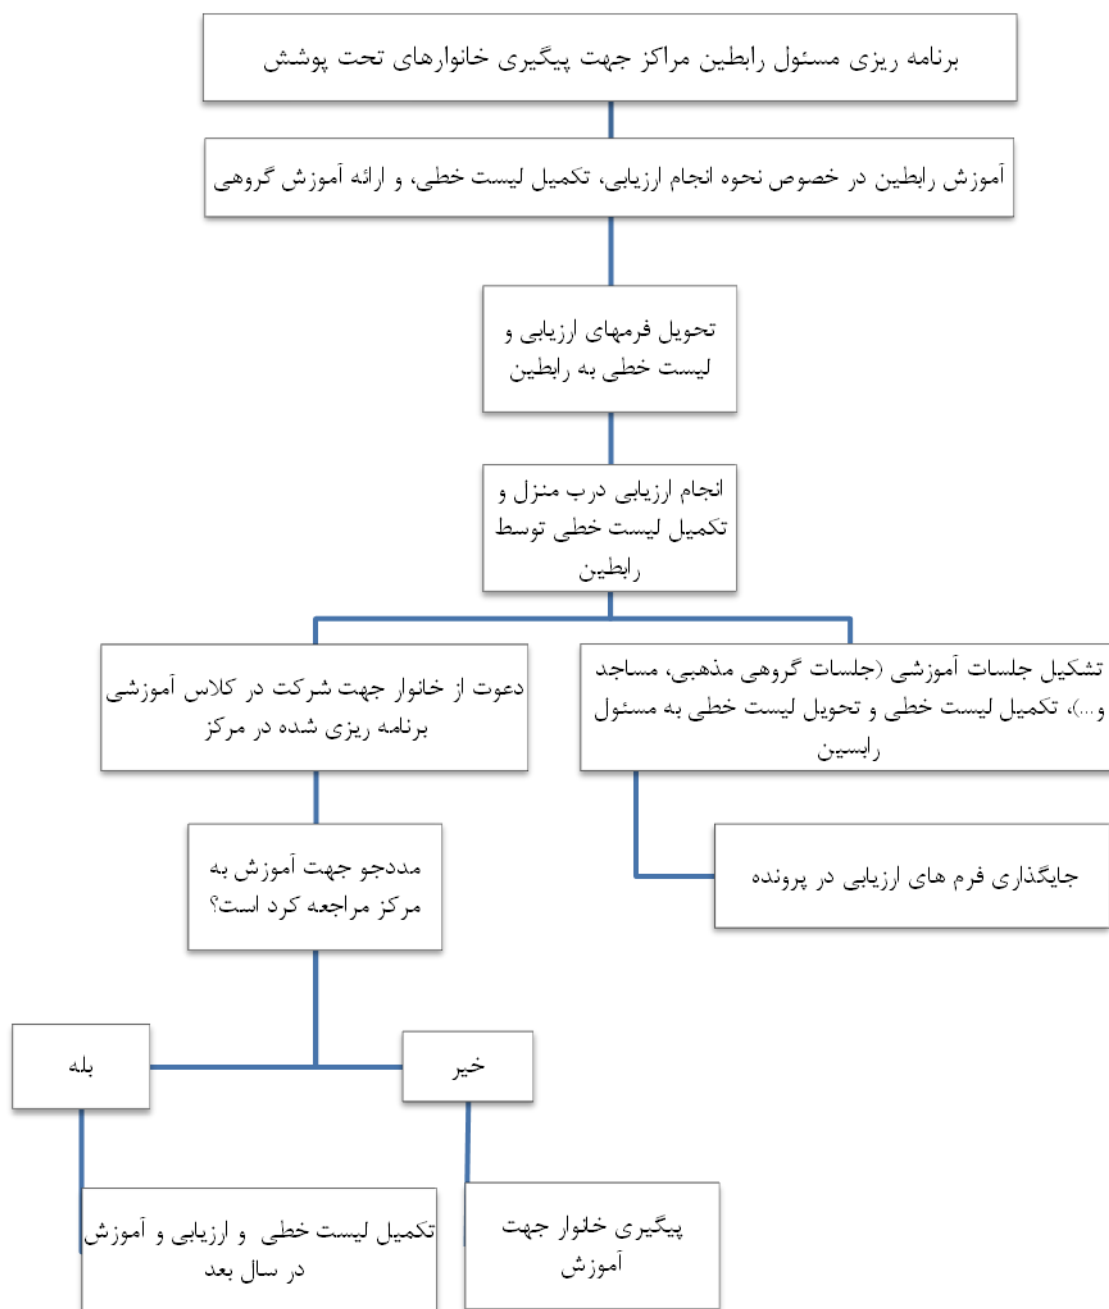 برنامه ریزی مسئول رابطین مراکز جهت پیگیری خانوارهای تحت پوشش
آموزش رابطین در خصوص نحوه انجام ارزیابی، تکمیل لیست خطی، و ارائه آموزش گروهی
تحویل فرمهای ارزیابی و
لیست خطی به رابطین
انجام ارزیابی درب منزل و
تکمیل لیست خطی توسط
رابطین
تشکیل جلسات آموزشی (جلسات گروهی مذهبی، مساجد
و...)، تکمیل لیست خطی و تحویل لیست خطی به مسئول
رابسین
دعوت از خانوار جهت شرکت در کلاس آموزشی
برنامه ریزی شده در مرکز
جایگذاری فرم های ارزیابی در پرونده
مددجو جهت آموزش به
مرکز مراجعه کرد است؟
خیر
بله
پیگیری خانوار جهت
آموزش
تکمیل لیست خطی و ارزیابی و آموزش
در سال بعد